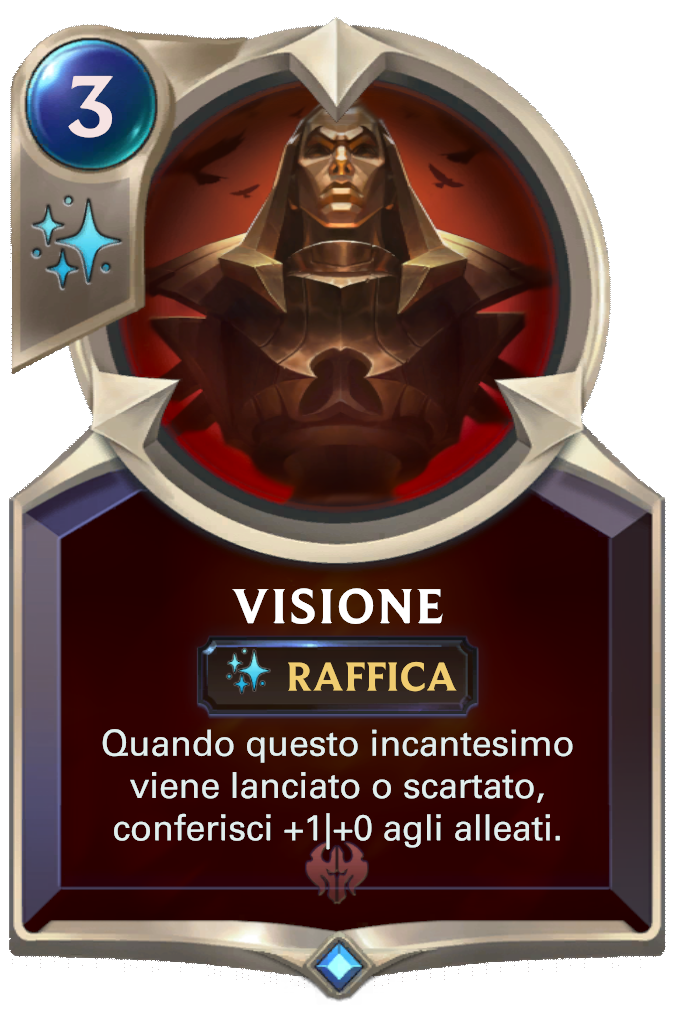 3
VISIONE
RAFFICA
Quando questo incantesimo
viene lanciato o scartato,
conferisci +1|+0 agli alleati.